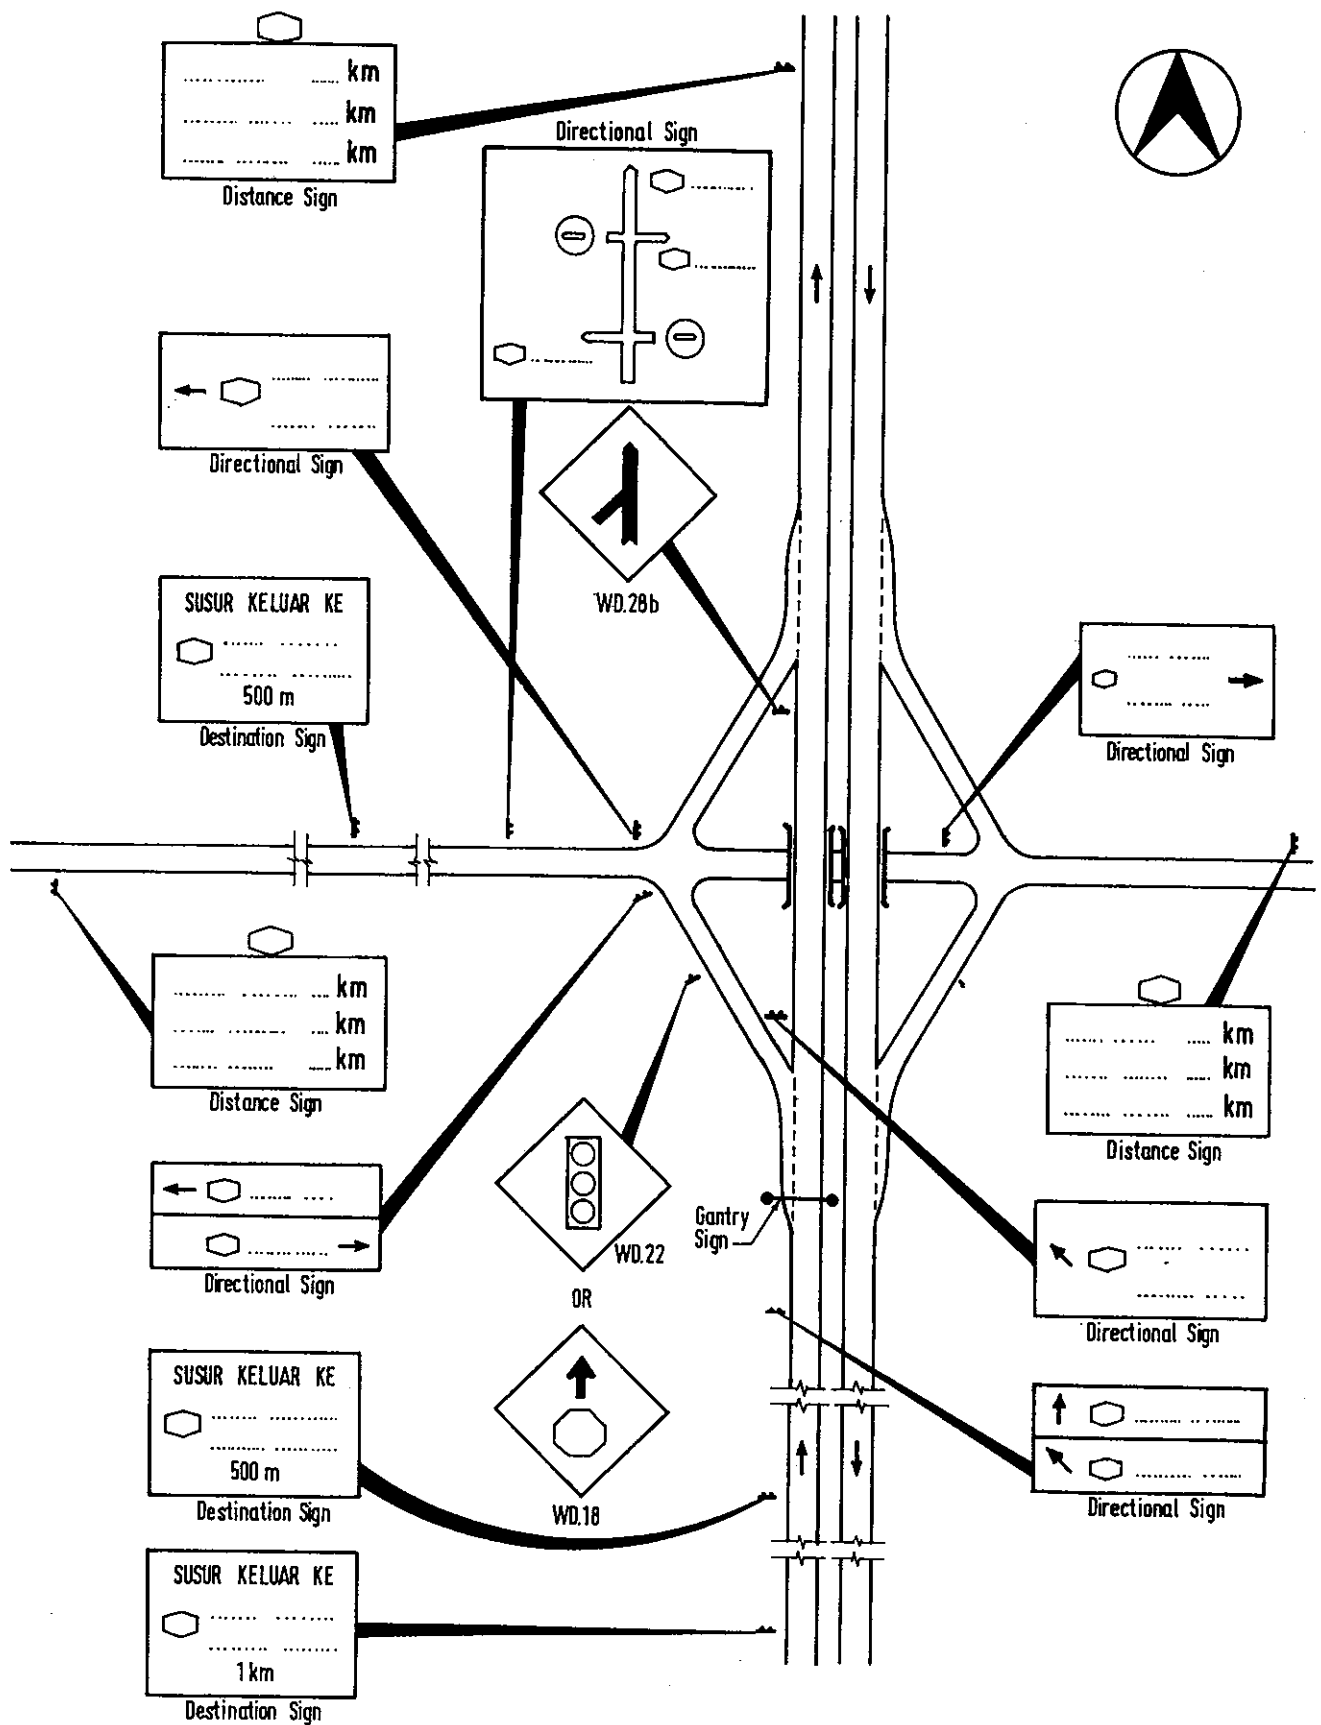 km
km
km
Distance Sign
Directional Sign
Directional Sign
WD.28b
SUSUR KELUAR KE
500 m
Destination Sign
Directional Sign
km
km
km
Distance Sign
km
km
km
Distance Sign
Directional Sign
WD.22
Gantry
Sign
OR
Directional Sign
SUSUR KELUAR KE
500 m
Destination Sign
WD.18
Directional Sign
SUSUR KELUAR KE
1 km
Destination Sign